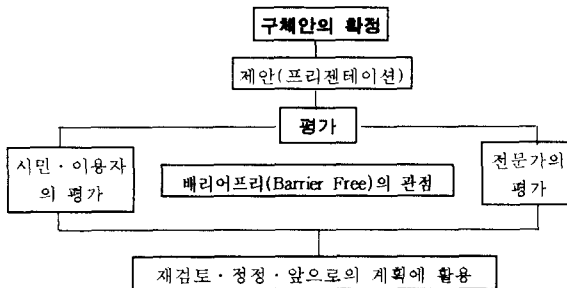 구체안의 확정
제안(프리젠테이션)
평가
시민·이용자
의 평가
배리어프리(Barrier Free)의 관점
전문가의
평가
재검토·정정·앞으로의 계획에 활용